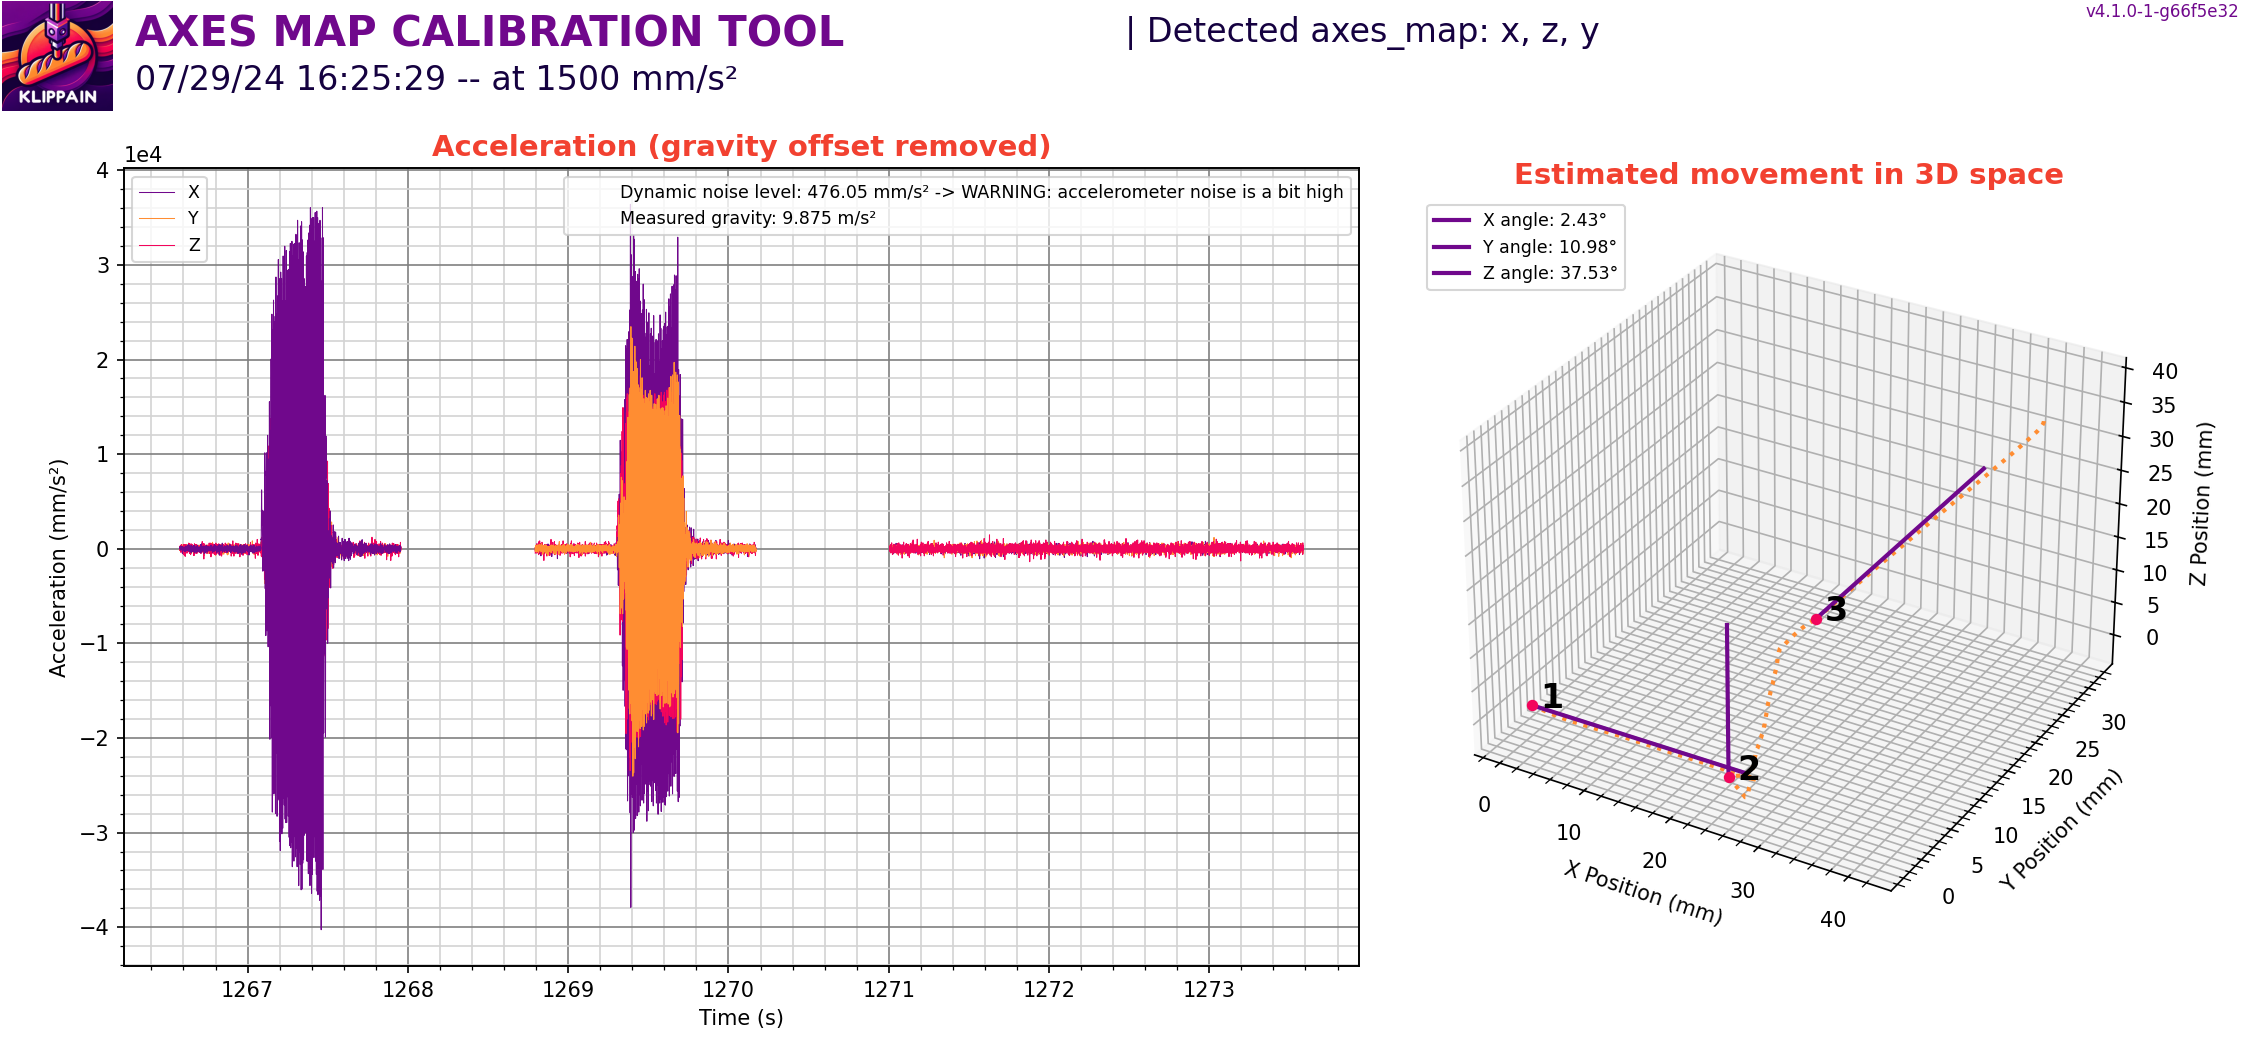 AXES MAP CALIBRATION TOOL
| Detected axes_map: x, z, y
v4.1.0-1-g66f5e32
07/29/24 16:25:29 -- at 1500 mm/s²
KLIPPAIN
Acceleration (gravity offset removed)
1e4
X
Y
Z
Dynamic noise level: 476.05 mm/s² -> WARNING: accelerometer noise is a bit high
Measured gravity: 9.875 m/s²
4
3
2
1
0
−1
−2
−3
−4
Acceleration (mm/s²)
1267 1268 1269 1270 1271 1272 1273
Time (s)
Estimated movement in 3D space
X angle: 2.43°
Y angle: 10.98°
Z angle: 37.53°
1
2
3
0
10
20
30
40
X Position (mm)
0
5
10
15
20
25
30
Y Position (mm)
40
35
30
25
20
15
10
5
0
Z Position (mm)